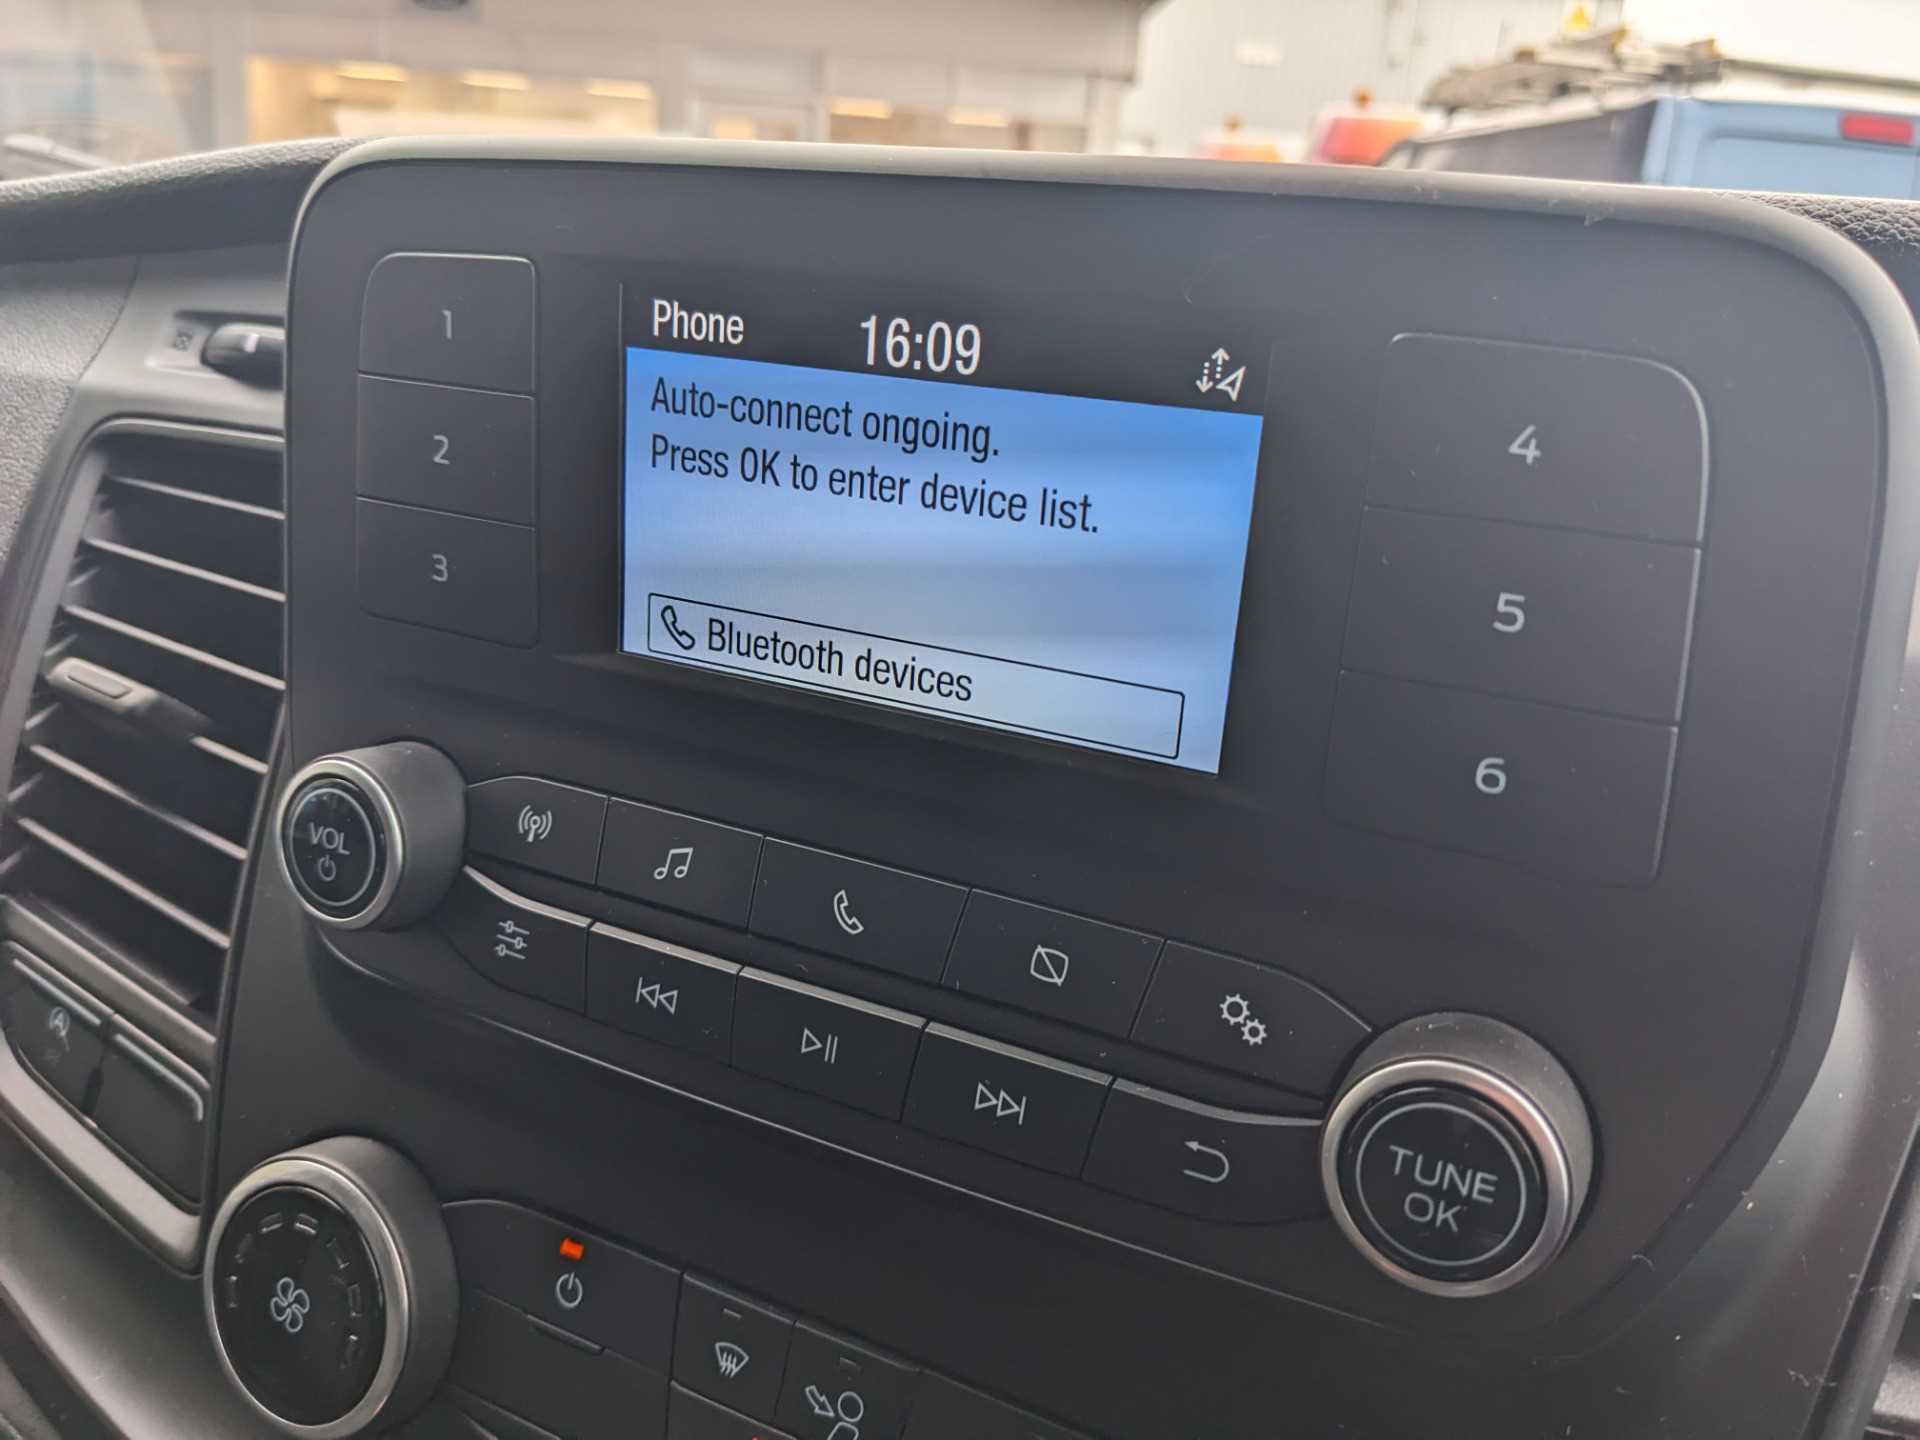 Phone 16:09
Auto-connect ongoing.
Press OK to enter device list.
Bluetooth devices
1
2
3
4
5
6
VOL
TUNE
OK
A